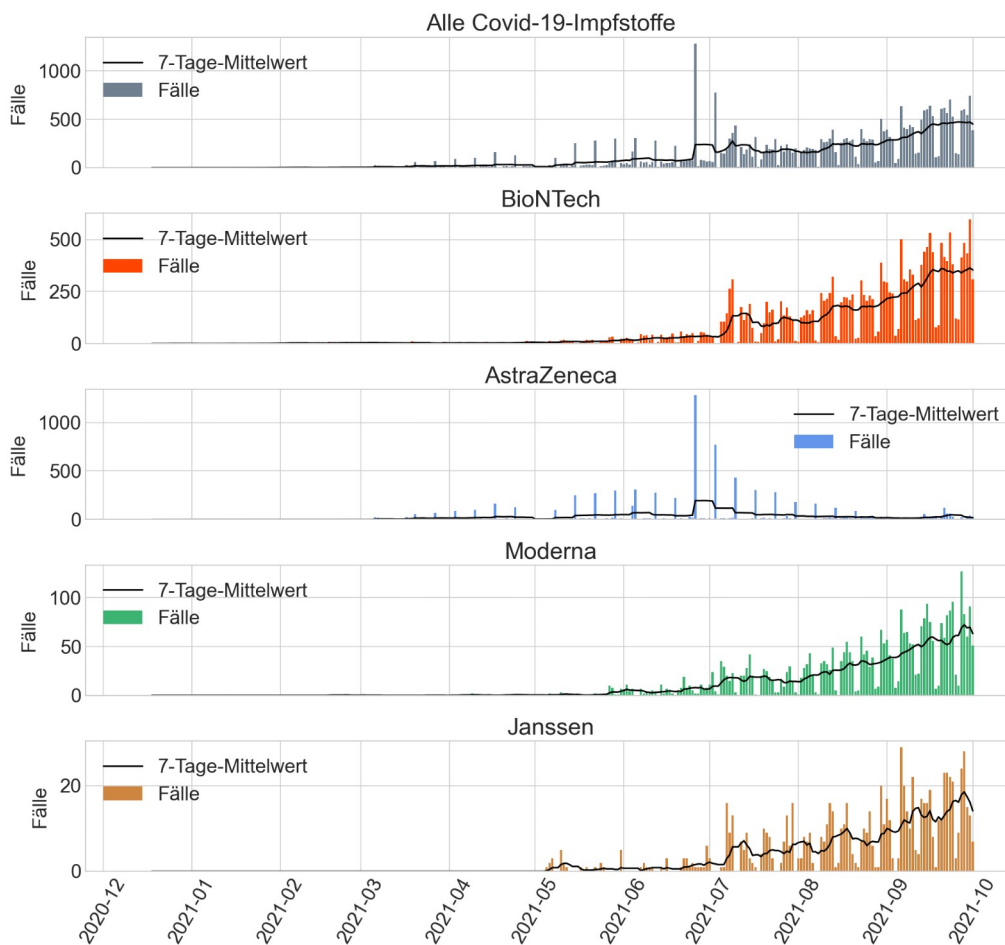 Alle Covid-19-Impfstoffe
Fälle
1000
500
0
7-Tage-Mittelwert
Fälle
BioNTech
Fälle
500
250
0
7-Tage-Mittelwert
Fälle
AstraZeneca
Fälle
1000
500
0
7-Tage-Mittelwert
Fälle
Moderna
Fälle
100
50
0
7-Tage-Mittelwert
Fälle
Janssen
Fälle
20
0
7-Tage-Mittelwert
Fälle
2020-12
2021-01
2021-02
2021-03
2021-04
2021-05
2021-06
2021-07
2021-08
2021-09
2021-10